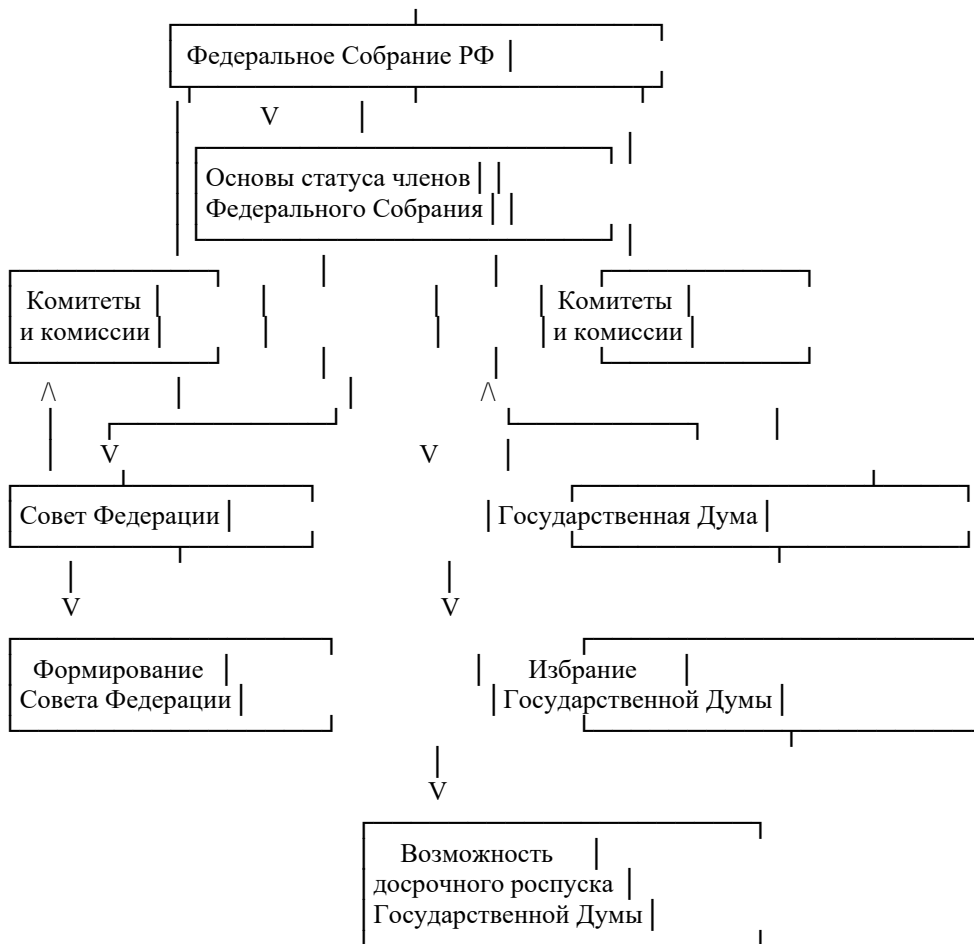 Федеральное Собрание РФ
V
Основы статуса членов
Федерального Собрания
Комитеты
и комиссии
Комитеты
и комиссии
/\ /\
V V
Совет Федерации
Государственная Дума
V V
Формирование
Совета Федерации
Избрание
Государственной Думы
V
Возможность
досрочного роспуска
Государственной Думы